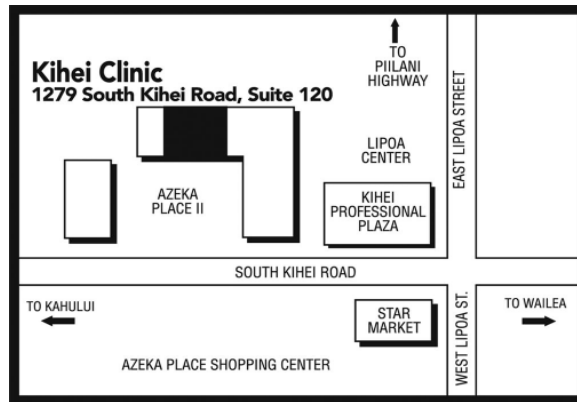 Kihei Clinic
1279 South Kihei Road, Suite 120
TO
PIILANI
HIGHWAY
EAST LIPOA STREET
LIPOA
CENTER
AZEKA
PLACE II
KIHEI
PROFESSIONAL
PLAZA
SOUTH KIHEI ROAD
TO KAHULUI
STAR
MARKET
WEST LIPOA ST.
TO WAILEA
AZEKA PLACE SHOPPING CENTER